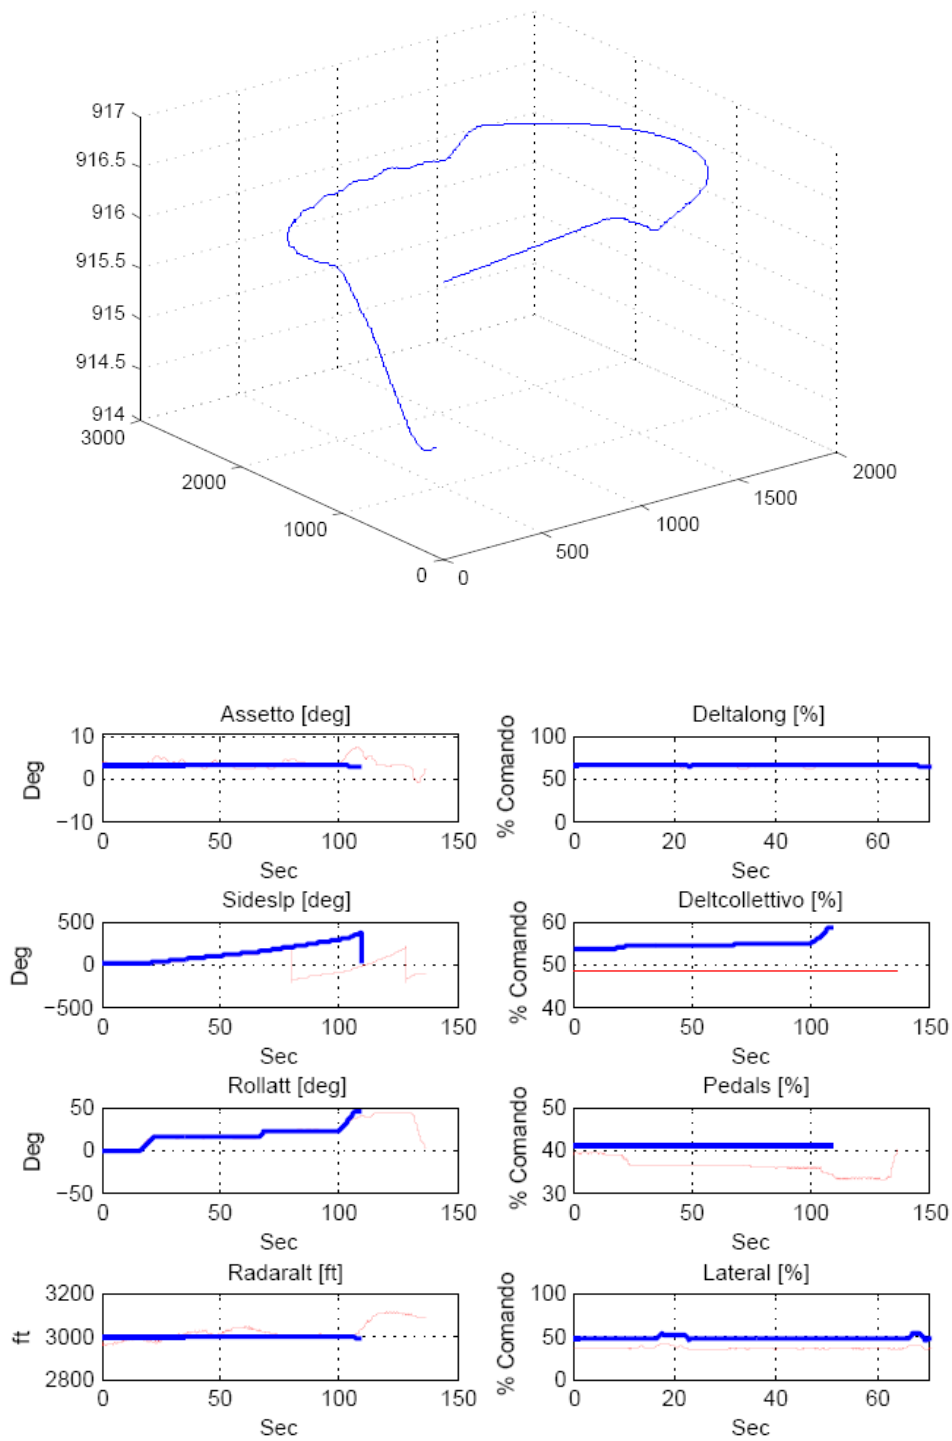 917
916.5
916
915.5
915
914.5
914
3000
2000
1000
0
0
500
1000
1500
2000
Assetto [deg]
Deg
10
0
−10
0 50 100 150
Sec
Deltalong [%]
% Comando
100
50
0
0 20 40 60
Sec
Sideslp [deg]
Deg
500
0
−500
0 50 100 150
Sec
Deltcollettivo [%]
% Comando
60
50
40
0 50 100 150
Sec
Rollatt [deg]
Deg
50
0
−50
0 50 100 150
Sec
Pedals [%]
% Comando
50
40
30
0 50 100 150
Sec
Radaralt [ft]
ft
3200
3000
2800
0 50 100 150
Sec
Lateral [%]
% Comando
100
50
0
0 20 40 60
Sec